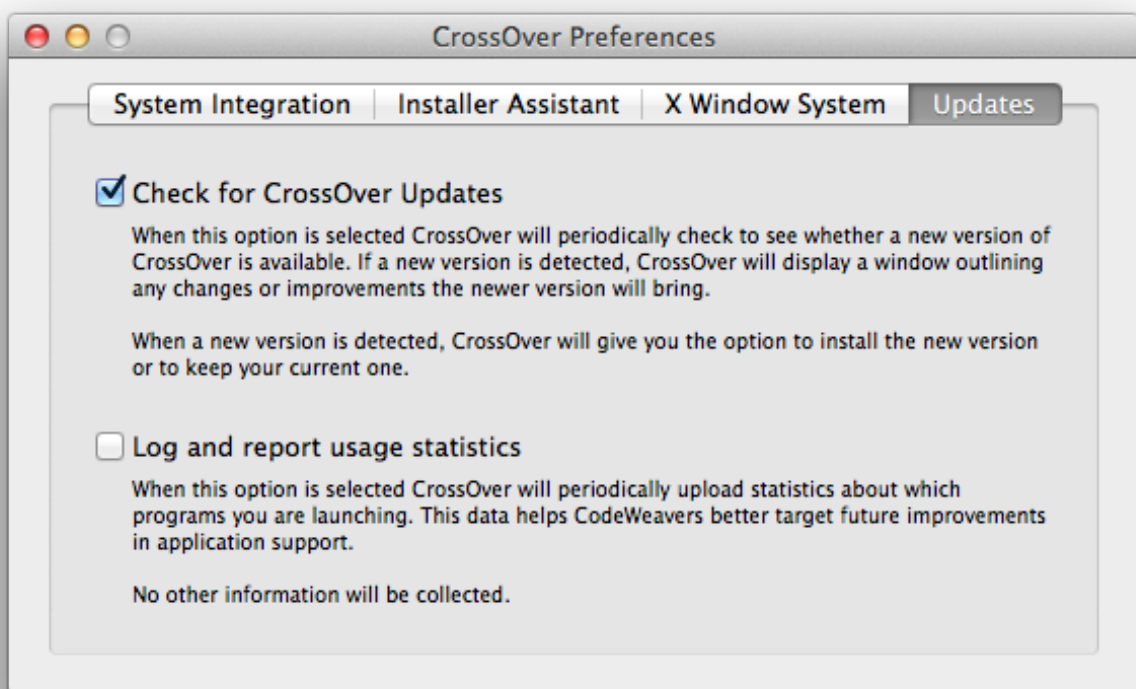 CrossOver Preferences
System Integration
Installer Assistant
X Window System
Updates
Check for CrossOver Updates
When this option is selected CrossOver will periodically check to see whether a new version of
CrossOver is available. If a new version is detected, CrossOver will display a window outlining
any changes or improvements the newer version will bring.
When a new version is detected, CrossOver will give you the option to install the new version
or to keep your current one.
Log and report usage statistics
When this option is selected CrossOver will periodically upload statistics about which
programs you are launching. This data helps CodeWeavers better target future improvements
in application support.
No other information will be collected.